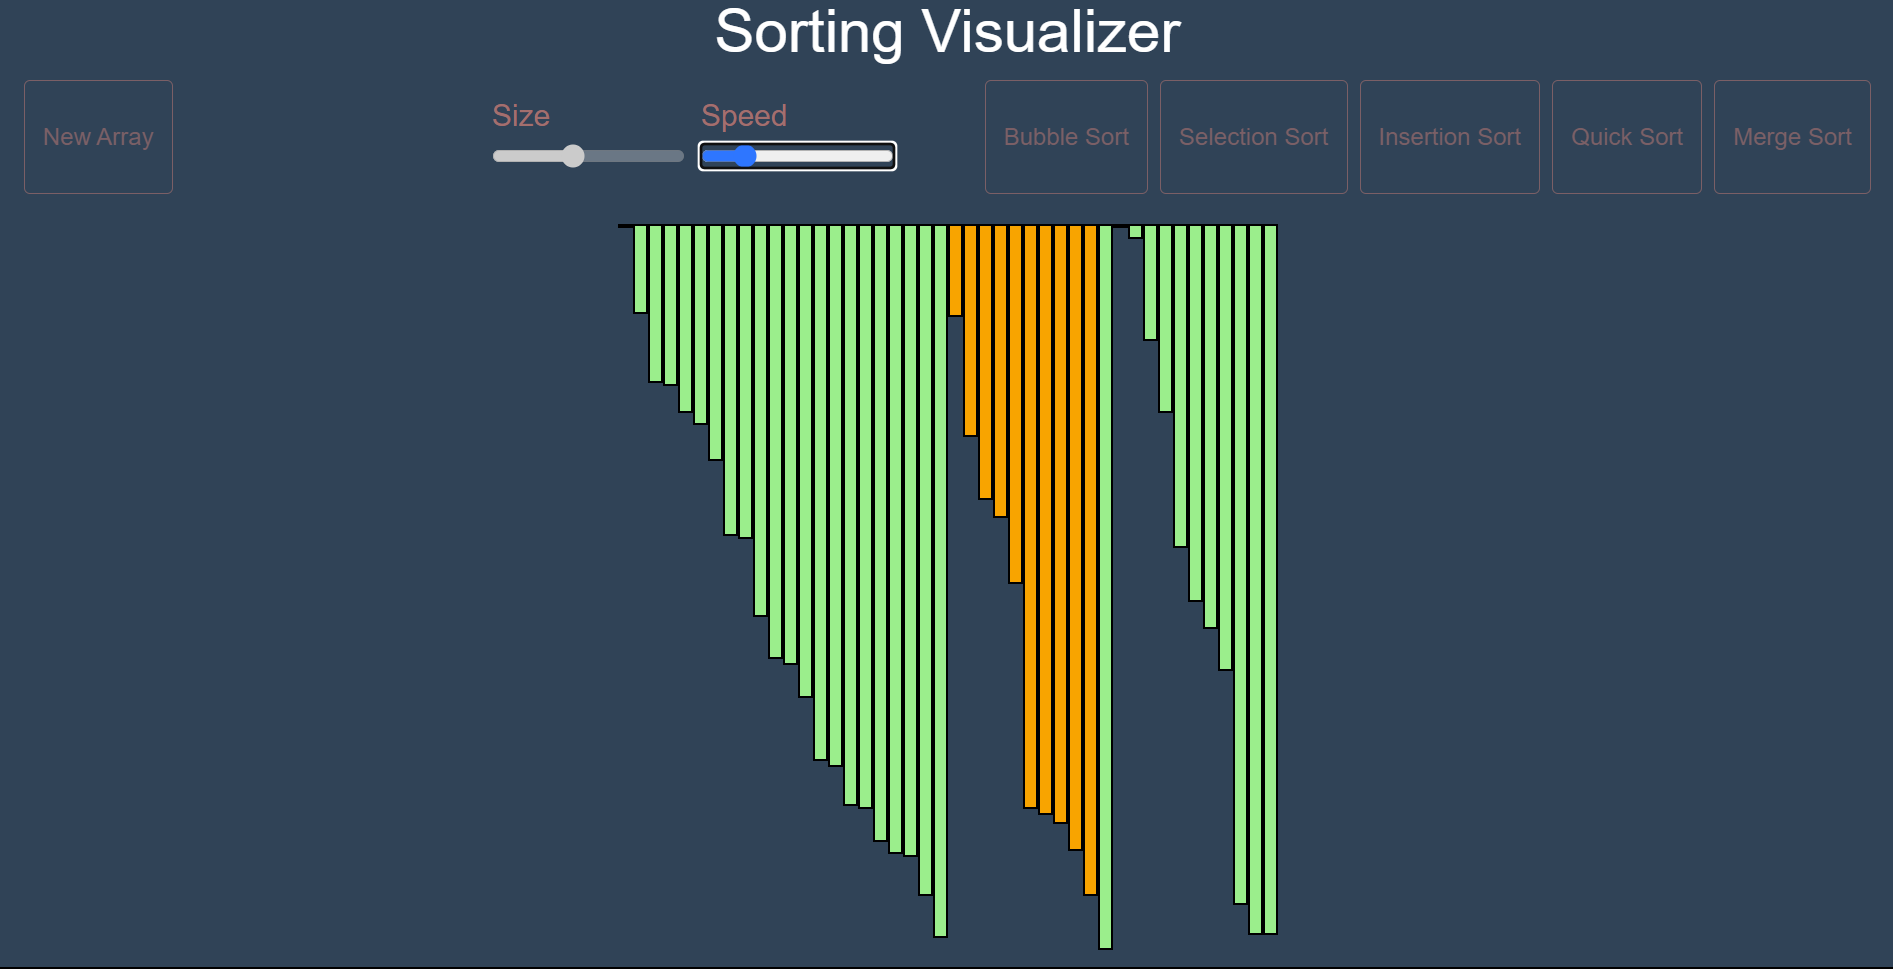 Sorting Visualizer
New Array
Size
Speed
Bubble Sort
Selection Sort
Insertion Sort
Quick Sort
Merge Sort